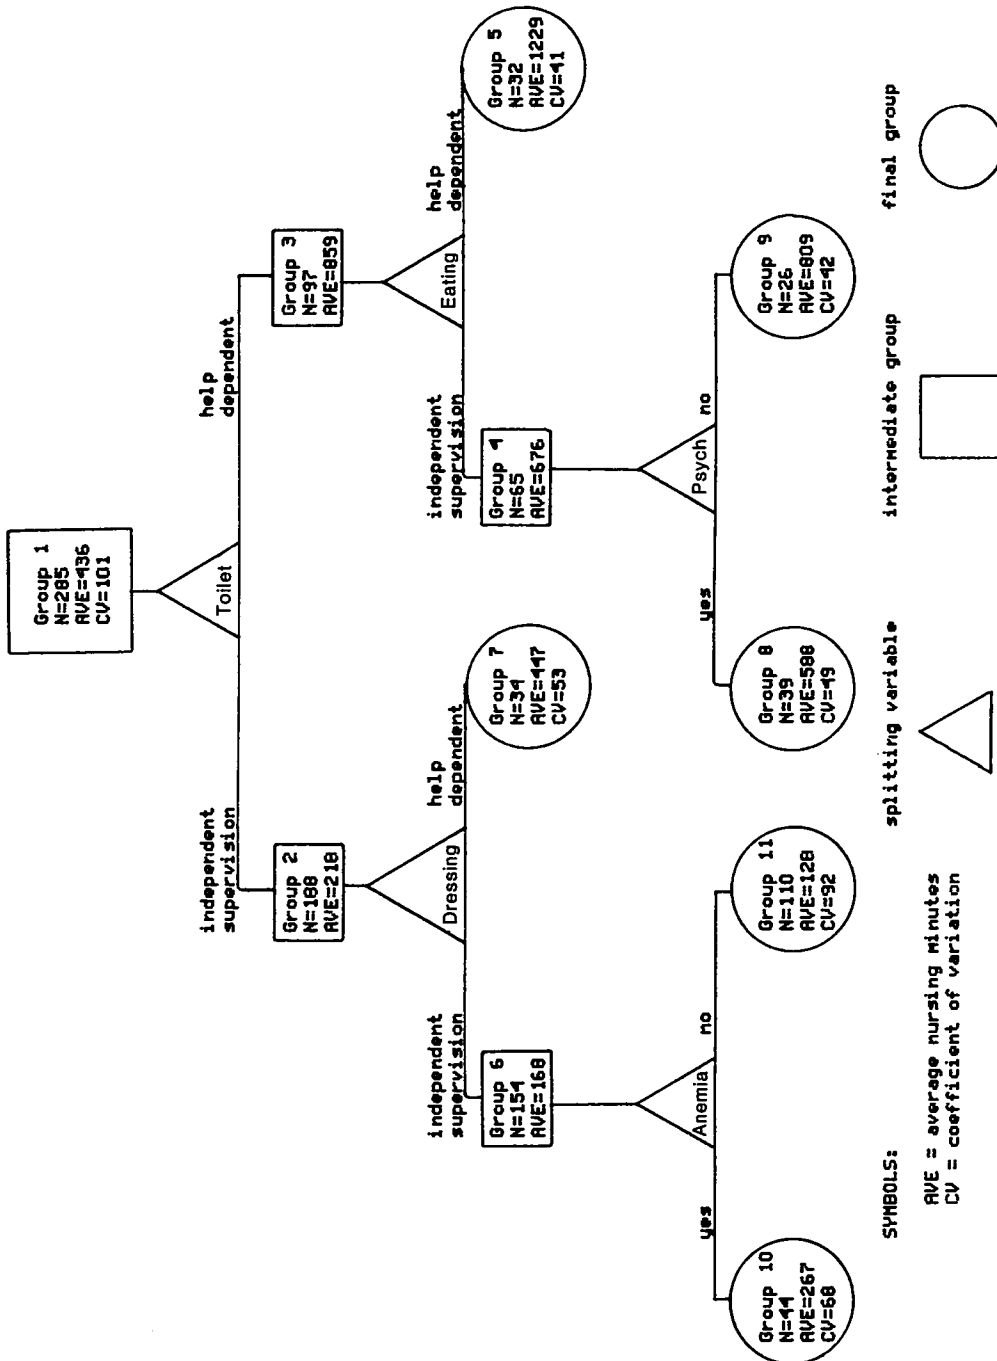 Group 1
N=285
AVE=436
CV=101
Toilet
independent
supervision
help
dependent
Group 2
N=188
AVE=218
Group 3
N=97
AVE=859
Dressing
Eating
independent
supervision
help
dependent
independent
supervision
help
dependent
Group 6
N=154
AVE=168
Group 7
N=34
AVE=447
CV=53
Group 4
N=65
AVE=676
Group 5
N=32
AVE=1229
CV=41
Anemia
Psych
yes
no
yes
no
Group 10
N=44
AVE=267
CV=68
Group 11
N=110
AVE=128
CV=92
Group 8
N=39
AVE=588
CV=49
Group 9
N=26
AVE=809
CV=42
SYMBOLS:
splitting variable
intermediate group
final group
AVE = average nursing minutes
CV = coefficient of variation